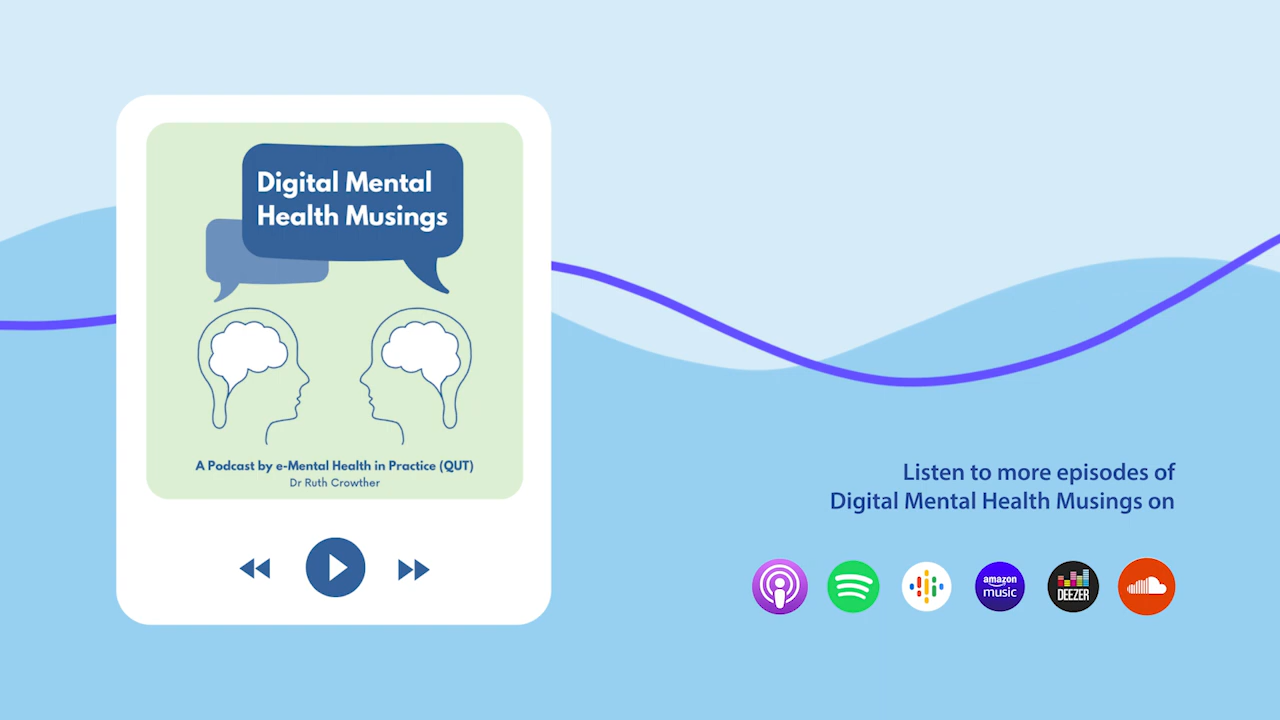 Digital Mental
Health Musings
A Podcast by e-Mental Health in Practice (QUT)
Dr Ruth Crowther
Listen to more episodes of
Digital Mental Health Musings on
amazon
music
DEEZER